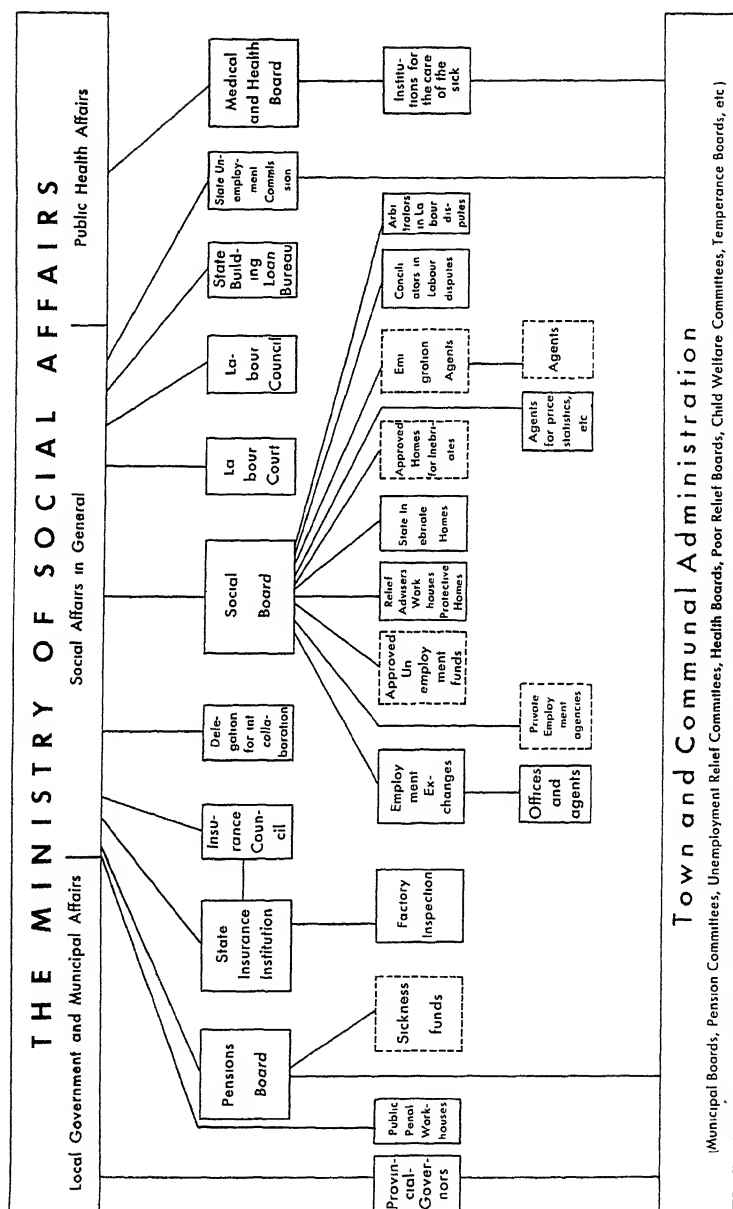 THE MINISTRY OF SOCIAL AFFAIRS
Local Government and Municipal Affairs
Social Affairs in General
Public Health Affairs
Pensions
Board
State
Insurance
Institution
Insu-
rance
Coun-
cil
Dele-
gation
for int
colla-
boration
Social
Board
La
bour
Court
La-
bour
Council
State
Build-
ing
Loan
Bureau
State Un-
employ-
ment
Commis
sion
Medical
and Health
Board
Provin-
cial-
Gover-
nors
Public
Penal
Work-
houses
Sickness
funds
Factory
Inspection
Employ
ment
Ex-
changes
Approved
Un
employ
ment
funds
Relief
Advisers
Work
houses
Protective
Homes
State In
ebriate
Homes
Approved
Homes
for Inebri
ates
Emi
gration
Agents
Concili
ators in
Labour
disputes
Arbi
trators
in La
bour
dis-
putes
Institu-
tions for
the care
of the
sick
Offices
and
agents
Private
Employ
ment
agencies
Agents
for price
statistics,
etc
Agents
Town and Communal Administration
(Municipal Boards, Pension Committees, Unemployment Relief Committees, Health Boards, Poor Relief Boards, Child Welfare Committees, Temperance Boards, etc)